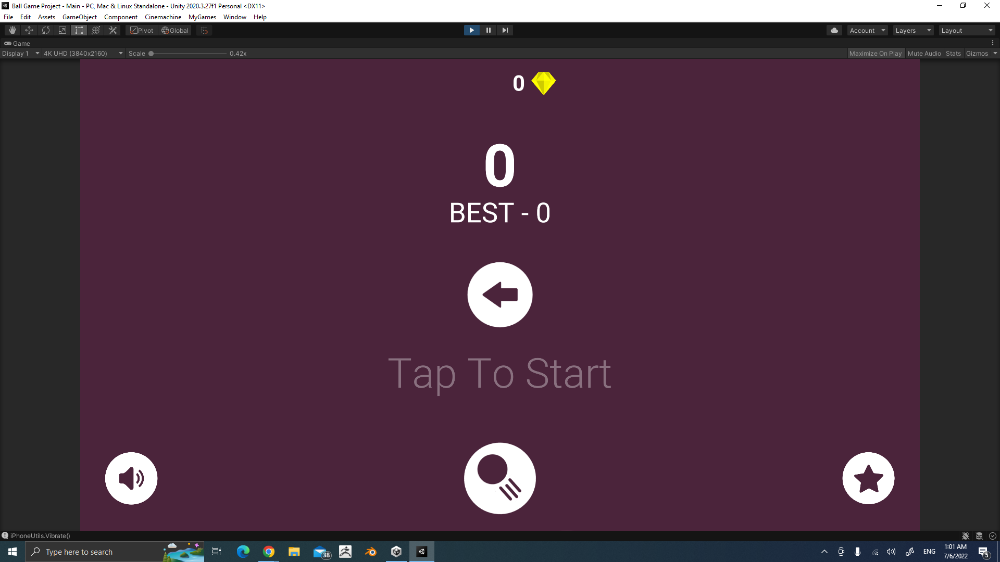 Ball Game Project - Main - PC, Mac & Linux Standalone - Unity 2020.3.27f1 Personal <DX11>
File Edit Assets GameObject Component Cinemachine MyGames Window Help
Pivot Global Account Layers Layout
Game
Display 1 4K UHD (3840x2160) Scale 0.42x Maximize On Play Mute Audio Stats Gizmos
0
0
BEST - 0
Tap To Start
iPhoneUtils.Vibrate()
Type here to search
38
ENG
1:01 AM
7/6/2022
5